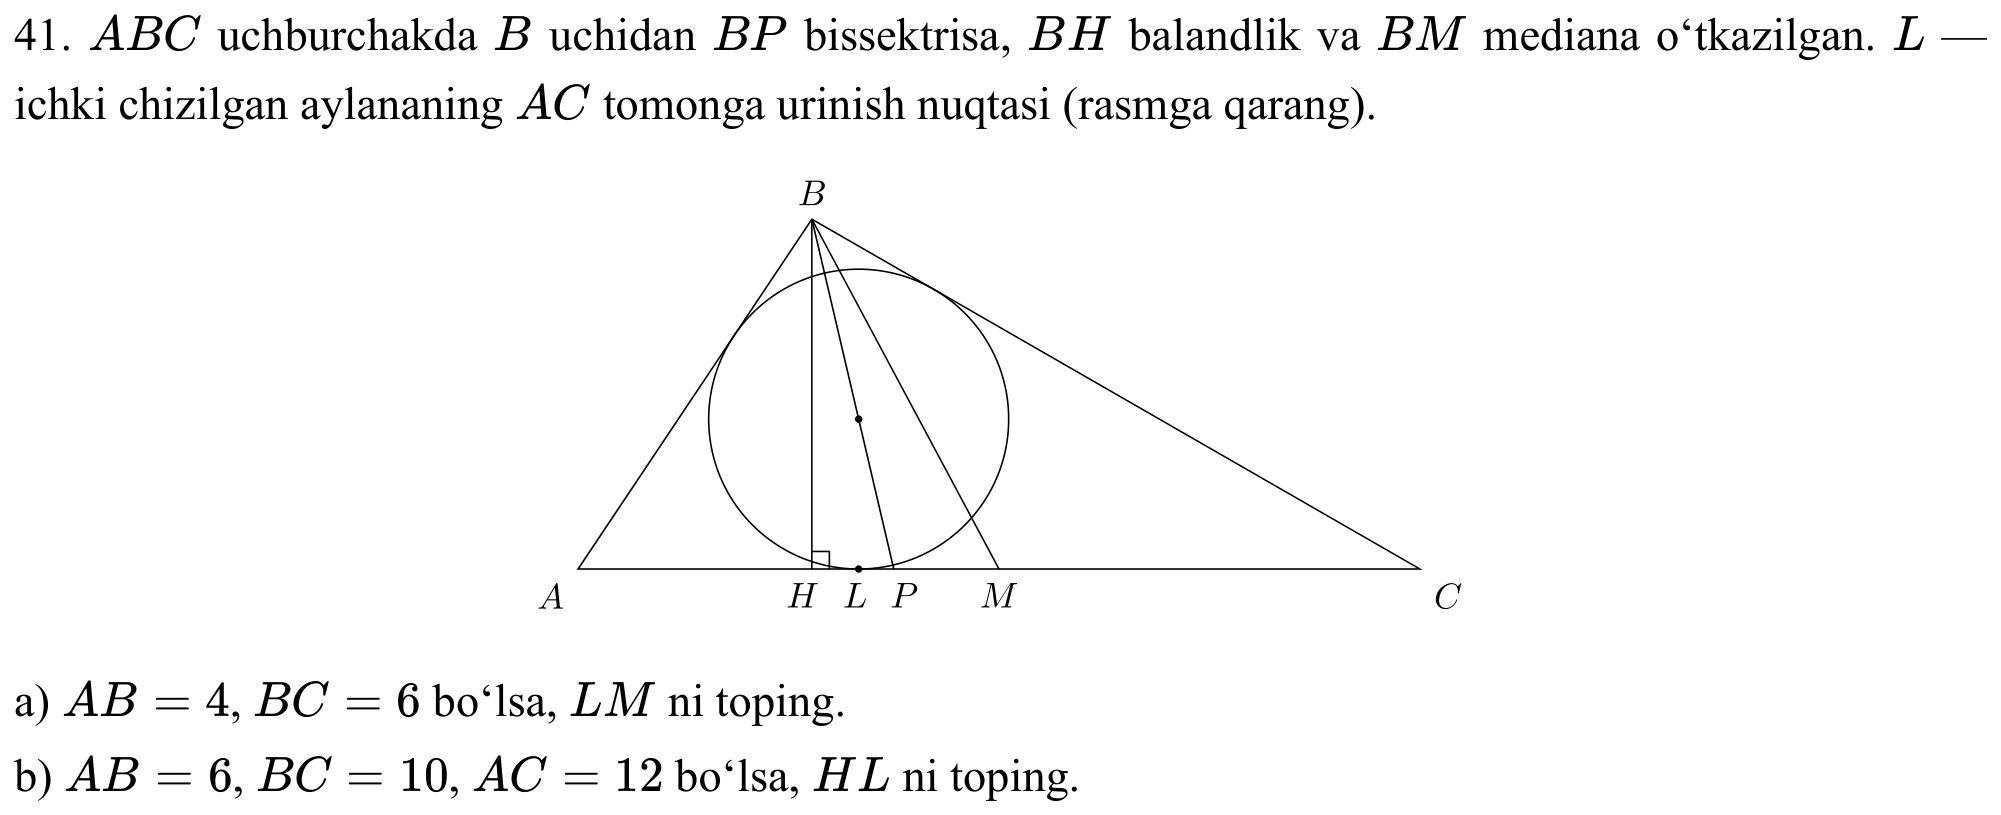 41. ABC uchburchakda B uchidan BP bissektrisa, BH balandlik va BM mediana o‘tkazilgan. L —
ichki chizilgan aylananing AC tomonga urinish nuqtasi (rasmga qarang).
B
A
H
L
P
M
C
a) AB = 4, BC = 6 bo‘lsa, LM ni toping.
b) AB = 6, BC = 10, AC = 12 bo‘lsa, HL ni toping.